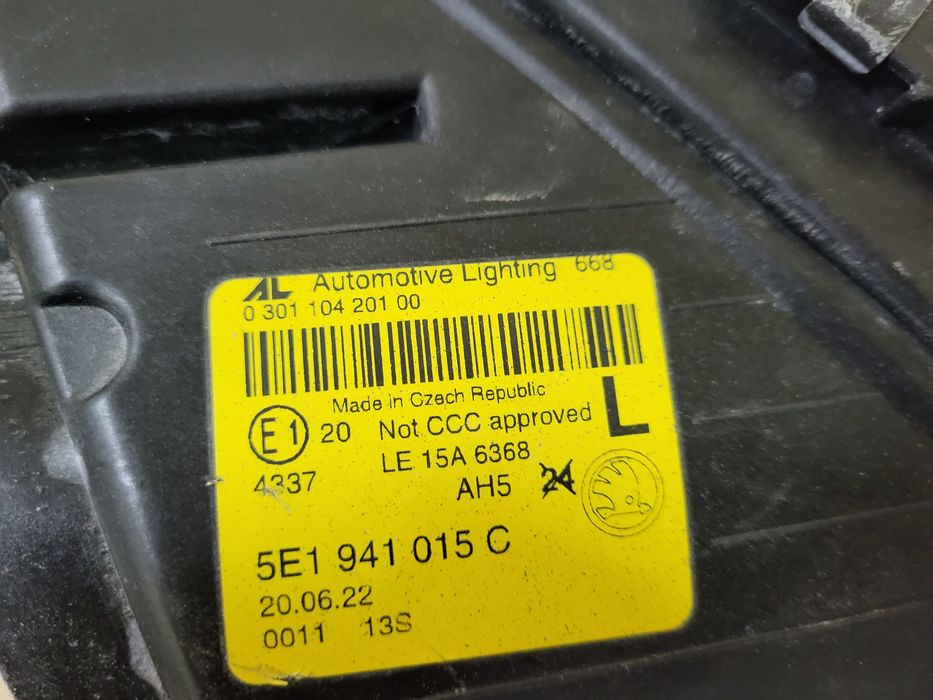 AL Automotive Lighting 668
0 301 104 201 00
Made in Czech Republic
E1 20 Not CCC approved L
4337 LE 15A 6368
AH5 24
5E1 941 015 C
20.06.22
0011 13S